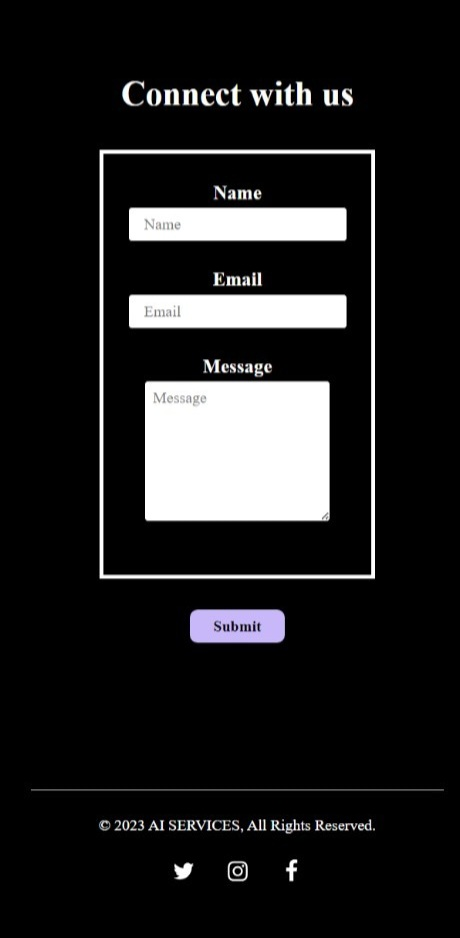 Connect with us
Name
Name
Email
Email
Message
Message
Submit
© 2023 AI SERVICES, All Rights Reserved.